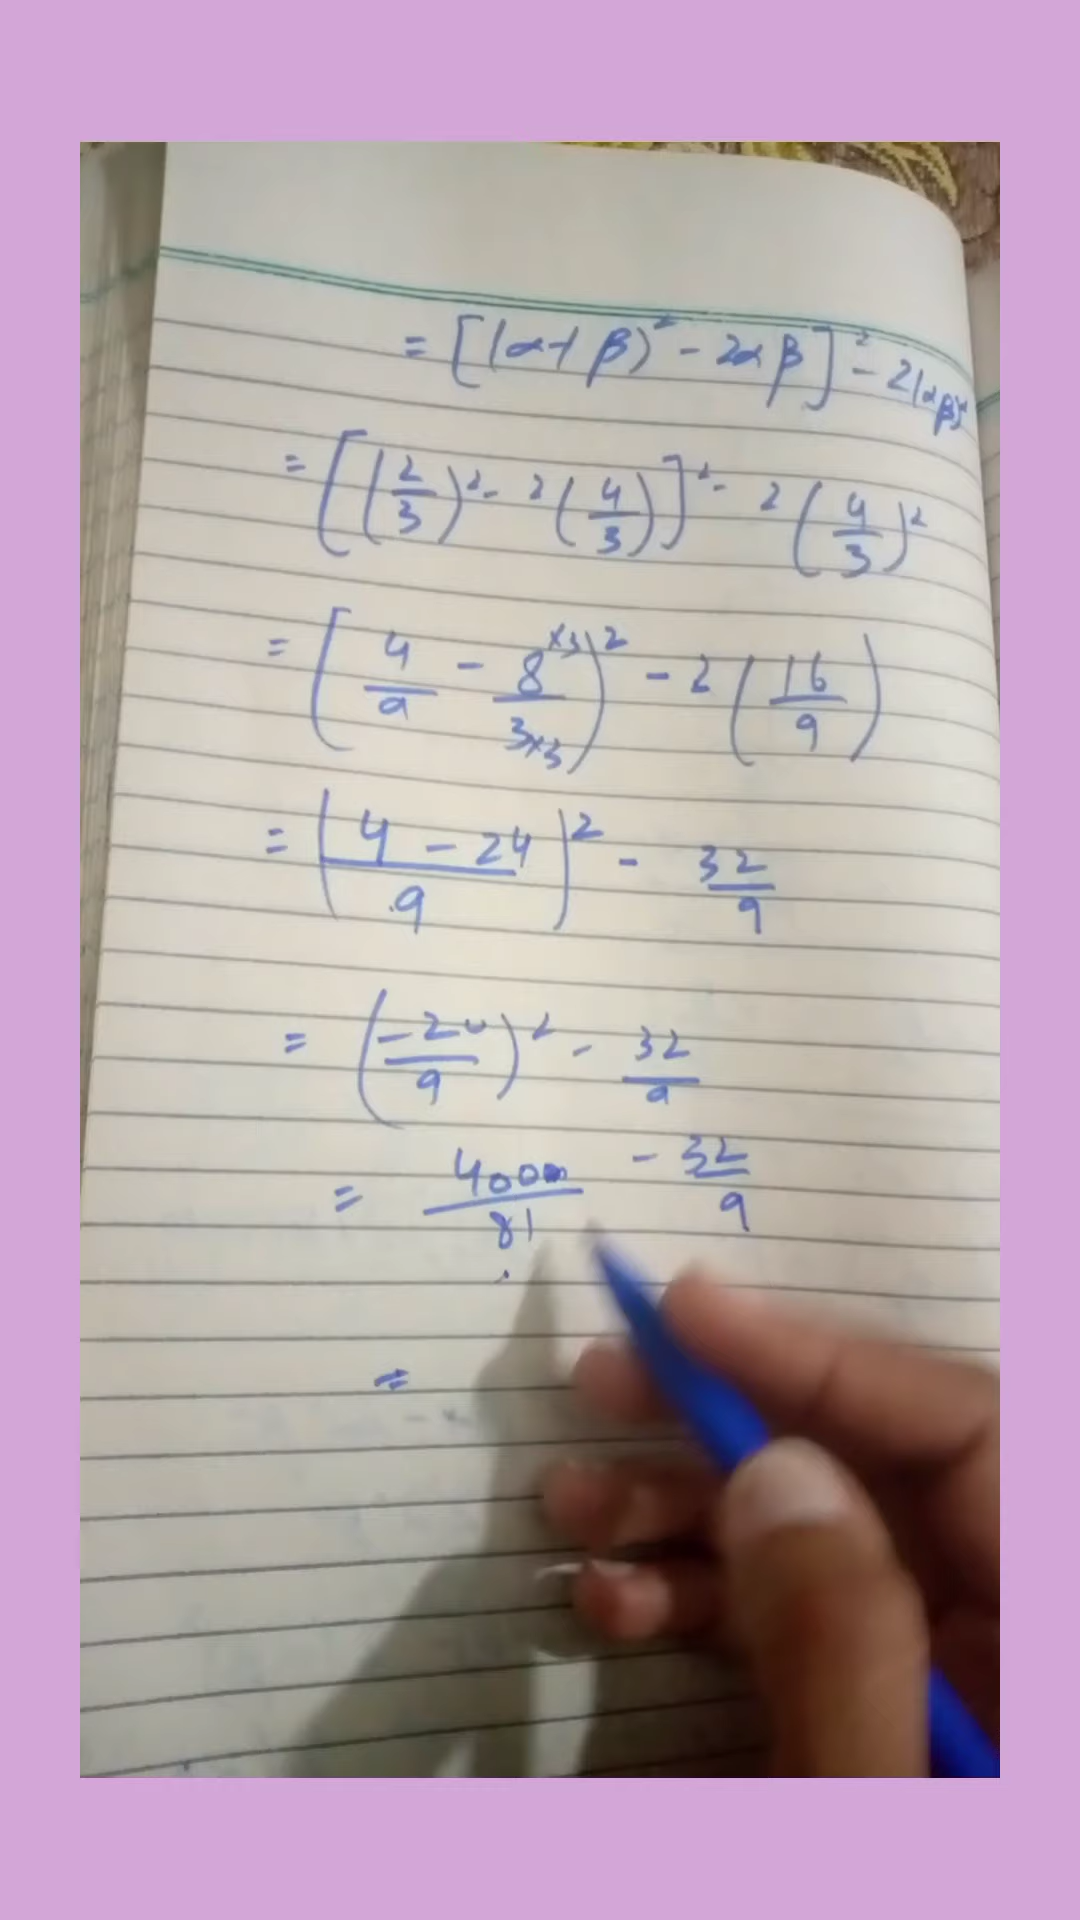 = [(α+β)² - 2αβ]² - 2(αβ)²
= [(2/3)² - 2(4/3)]² - 2(4/3)²
= [4/9 - 8×3/3×3)² - 2(16/9)
= (4 - 24/9)² - 32/9
= (-20/9)² - 32/9
= 400/81 - 32/9
=